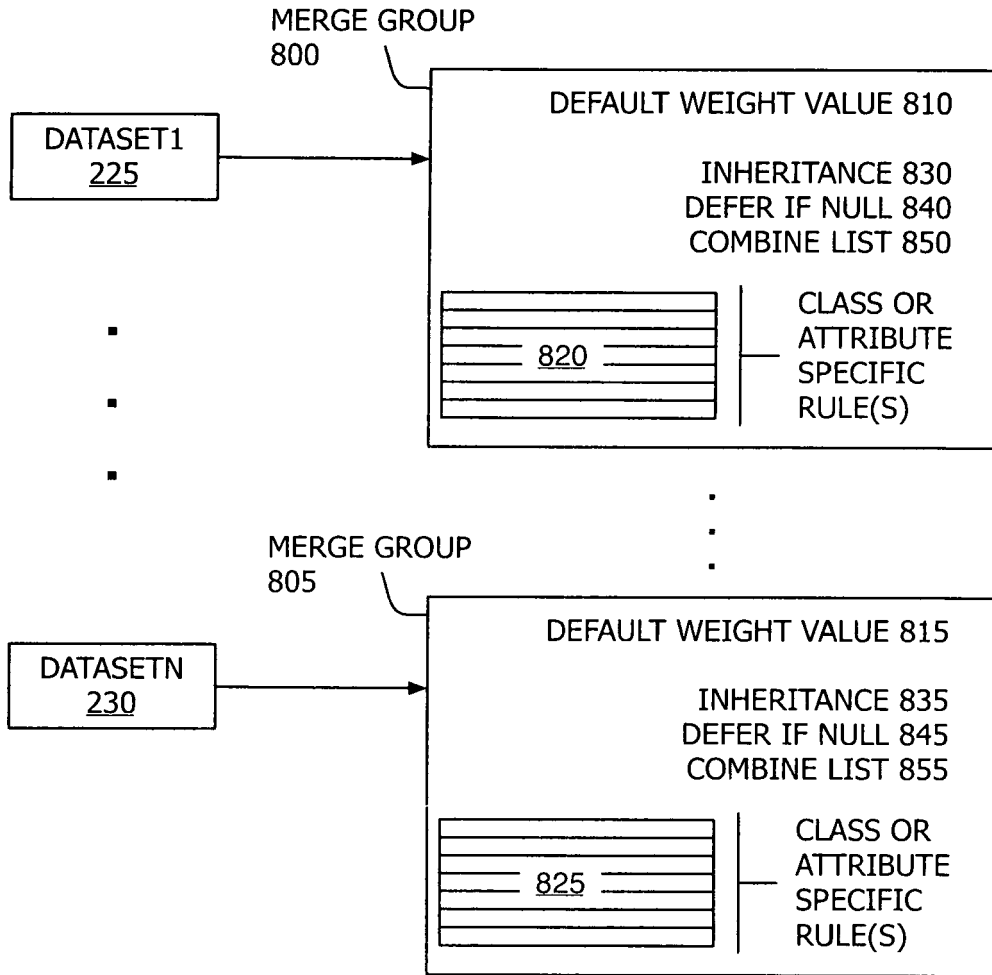 MERGE GROUP
800
DEFAULT WEIGHT VALUE 810
DATASET1
225
INHERITANCE 830
DEFER IF NULL 840
COMBINE LIST 850
820
CLASS OR
ATTRIBUTE
SPECIFIC
RULE(S)
MERGE GROUP
805
DEFAULT WEIGHT VALUE 815
DATASETN
230
INHERITANCE 835
DEFER IF NULL 845
COMBINE LIST 855
825
CLASS OR
ATTRIBUTE
SPECIFIC
RULE(S)